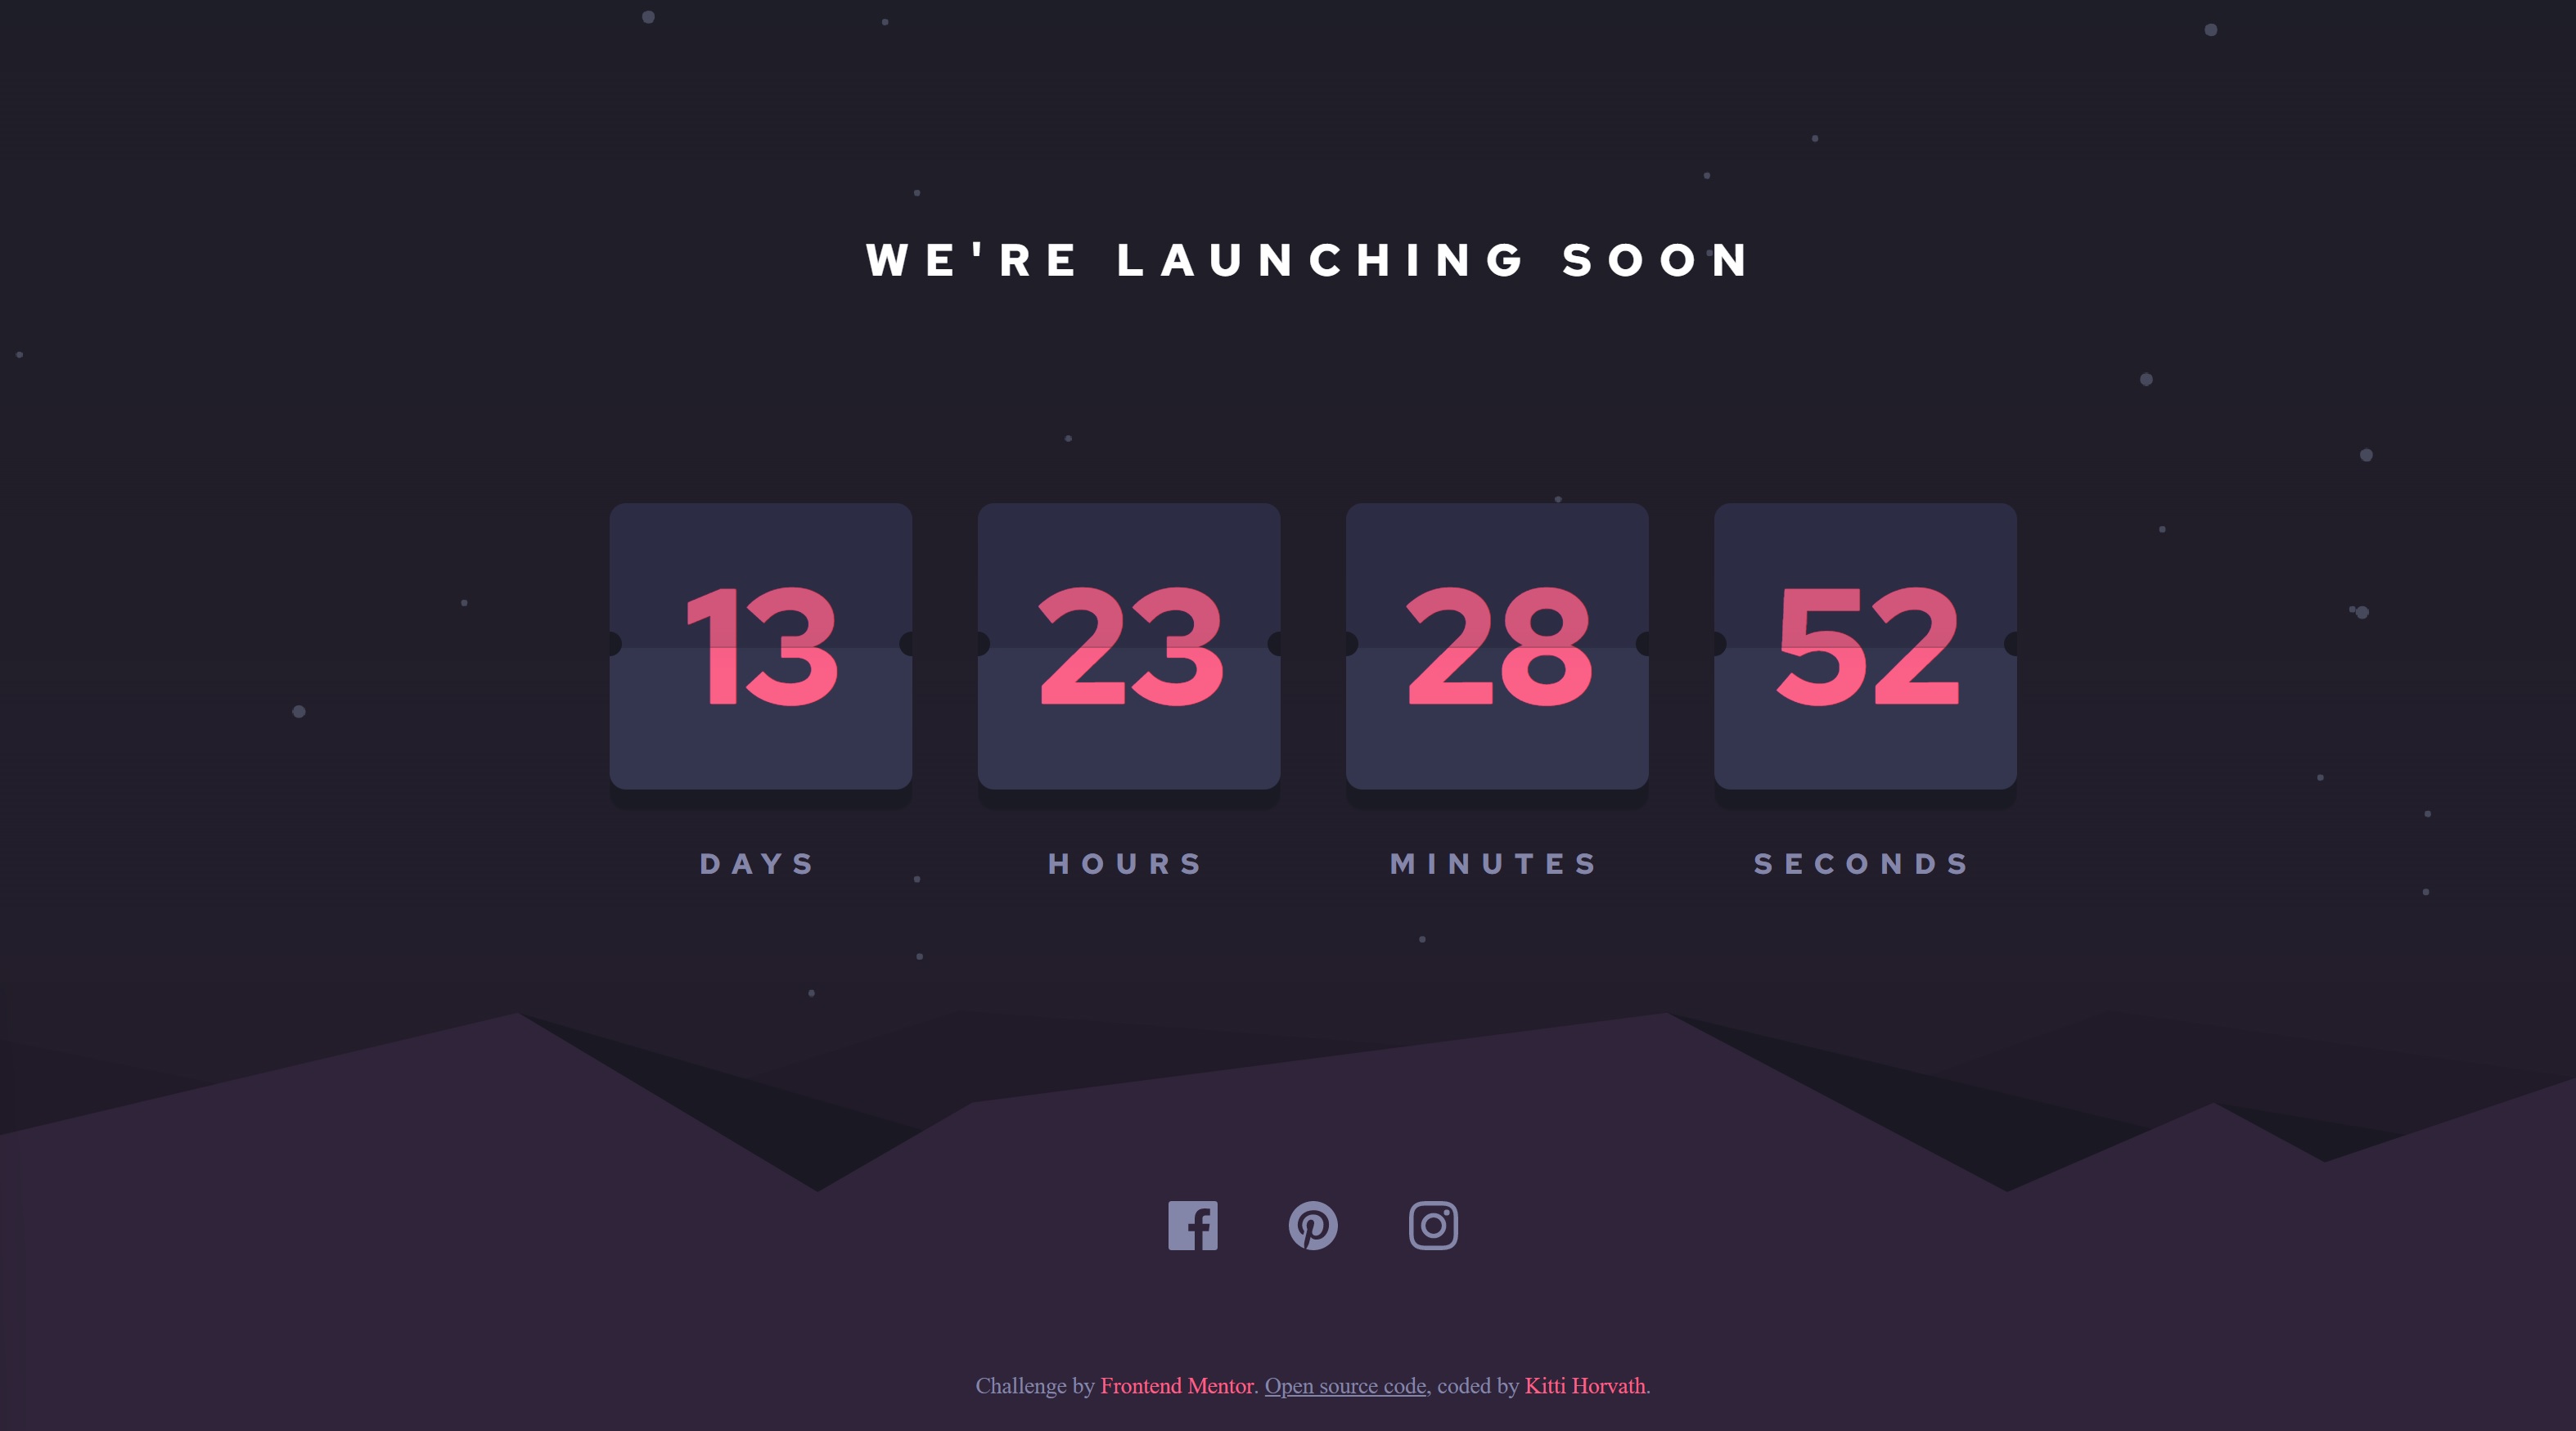 WE'RE LAUNCHING SOON
13 23 28 52
DAYS HOURS MINUTES SECONDS
Challenge by Frontend Mentor. Open source code, coded by Kitti Horvath.